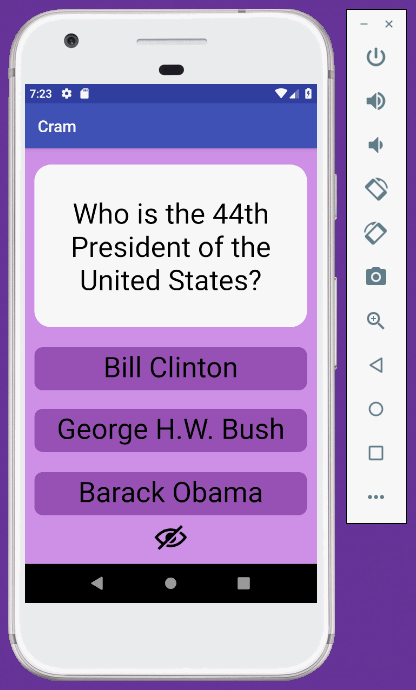 7:23
Cram
Who is the 44th
President of the
United States?
Bill Clinton
George H.W. Bush
Barack Obama